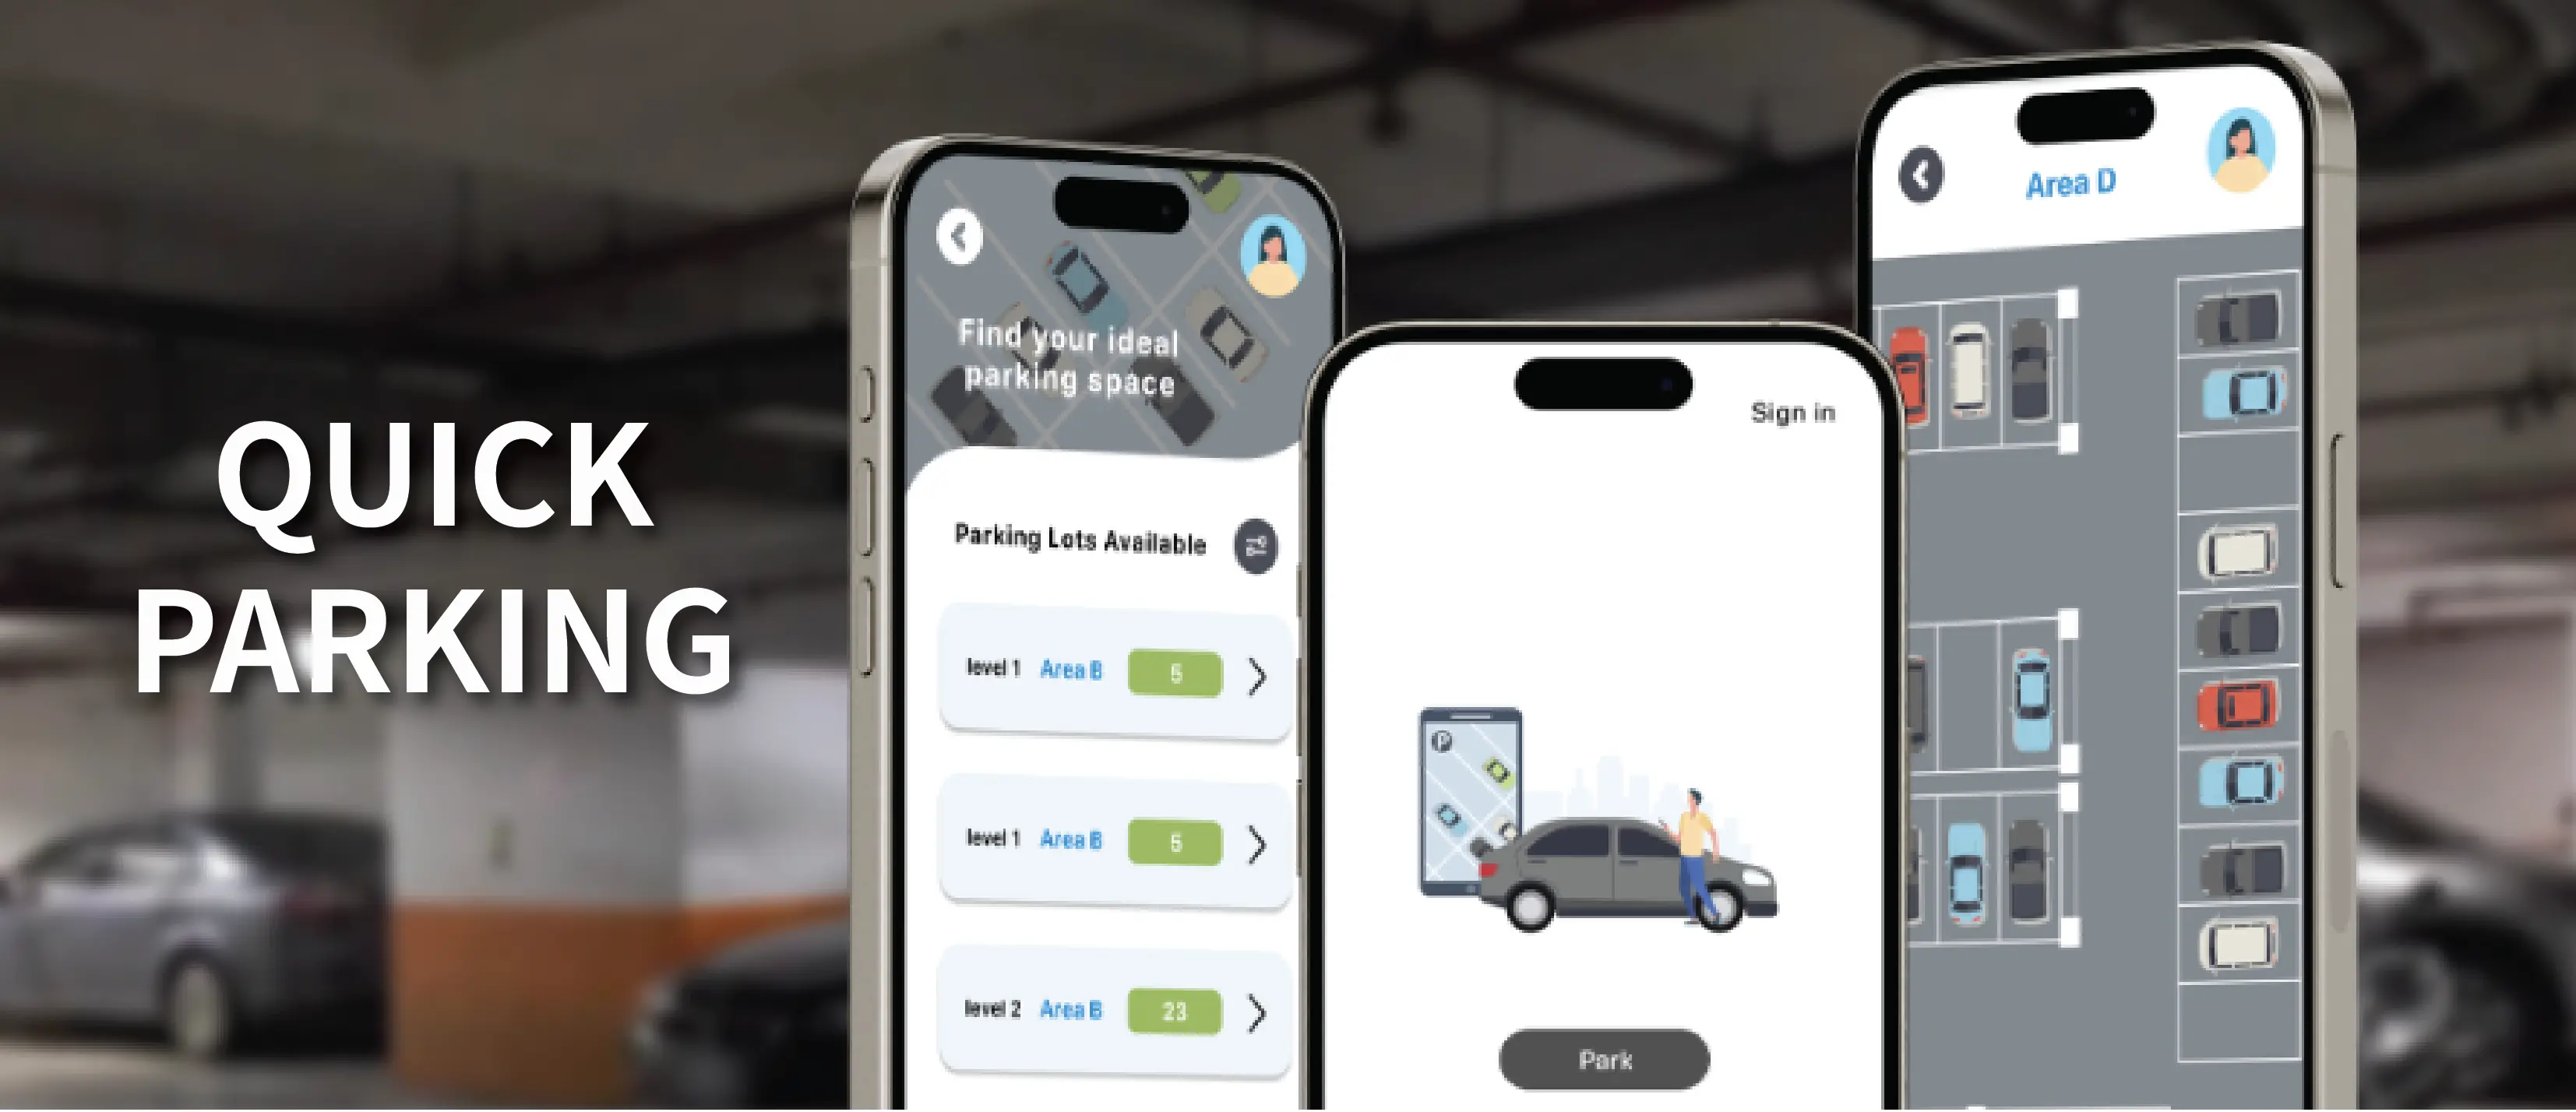 QUICK
PARKING
Find your ideal
parking space
Parking Lots Available
level 1 Area B 5
level 1 Area B 5
level 2 Area B 23
Sign in
P
Park
Area D